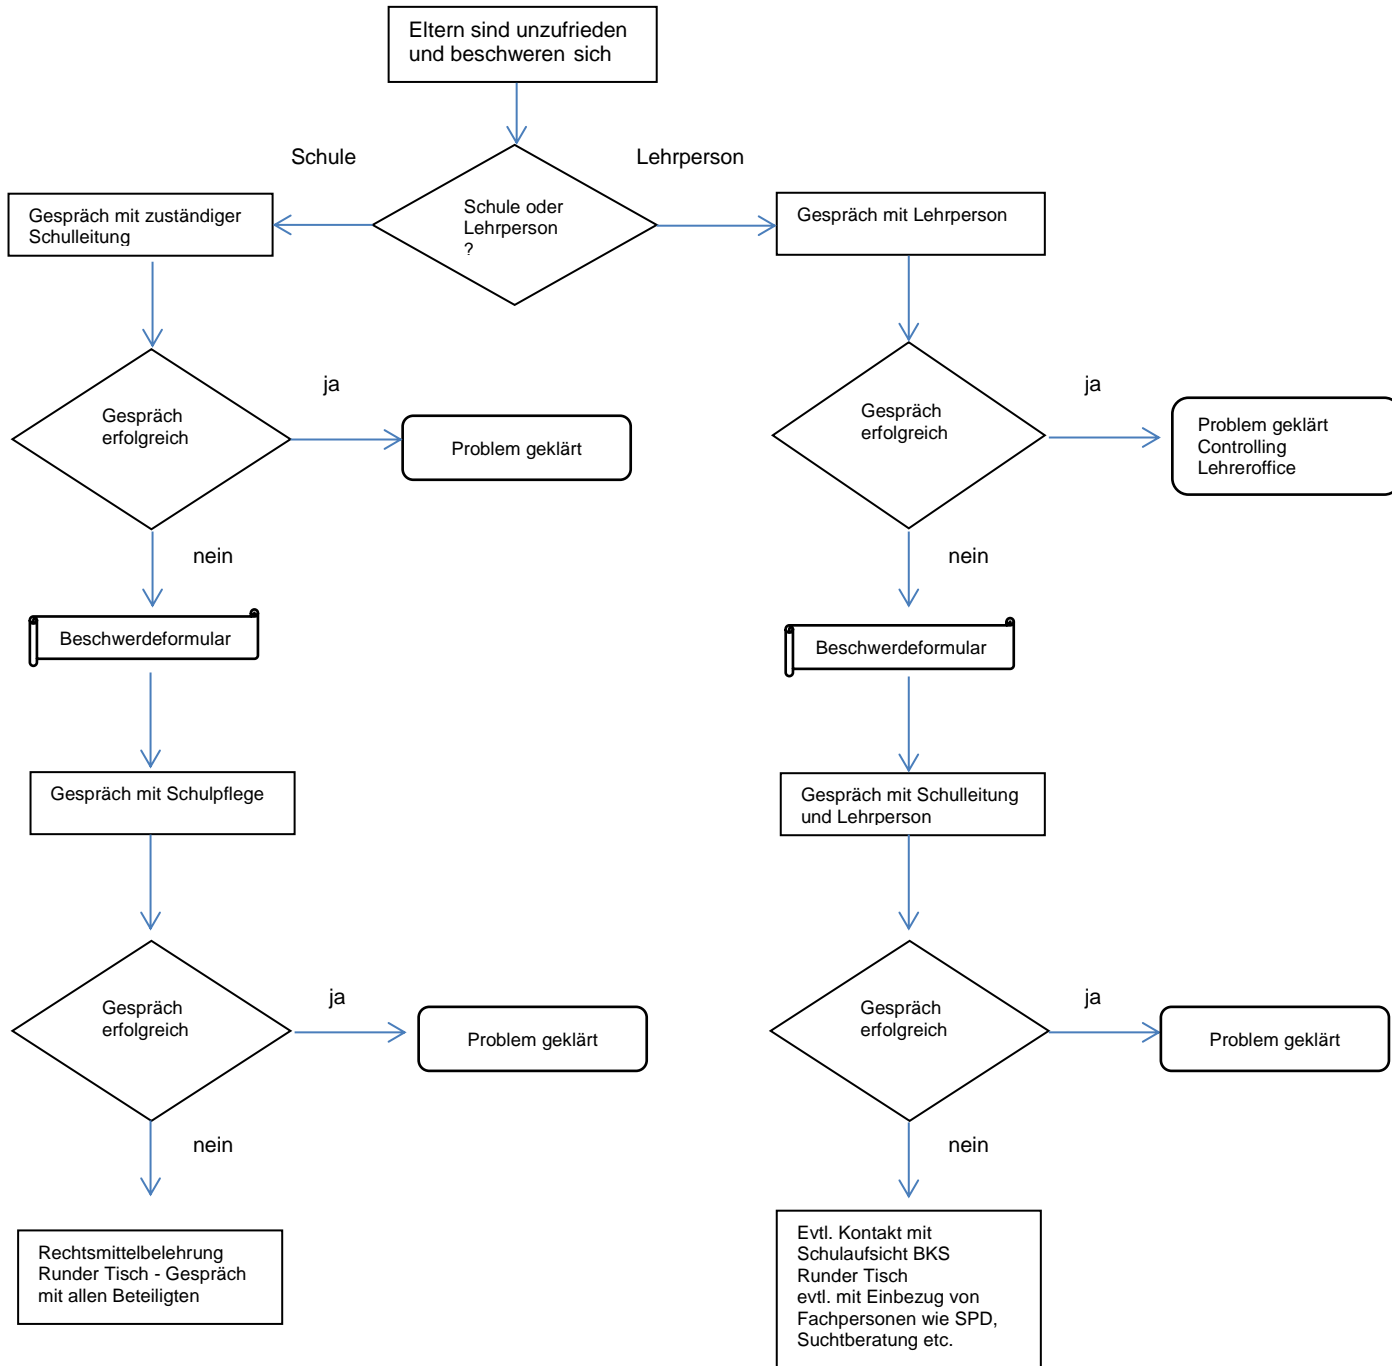 Eltern sind unzufrieden
und beschweren sich
Schule
Lehrperson
Schule oder
Lehrperson
?
Gespräch mit zuständiger
Schulleitung
Gespräch mit Lehrperson
Gespräch
erfolgreich
ja
Problem geklärt
Gespräch
erfolgreich
ja
Problem geklärt
Controlling
Lehreroffice
nein
nein
Beschwerdeformular
Beschwerdeformular
Gespräch mit Schulpflege
Gespräch mit Schulleitung
und Lehrperson
Gespräch
erfolgreich
ja
Problem geklärt
Gespräch
erfolgreich
ja
Problem geklärt
nein
nein
Rechtsmittelbelehrung
Runder Tisch - Gespräch
mit allen Beteiligten
Evtl. Kontakt mit
Schulaufsicht BKS
Runder Tisch
evtl. mit Einbezug von
Fachpersonen wie SPD,
Suchtberatung etc.